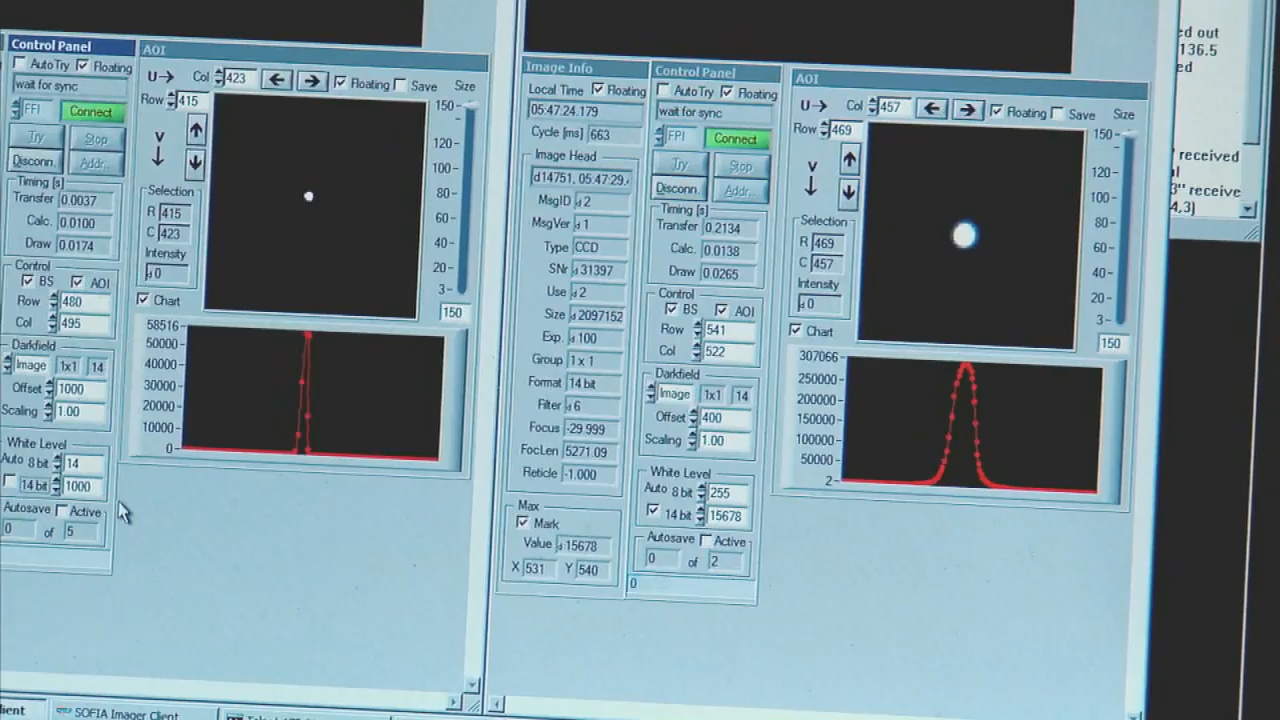 Control Panel
AutoTry Floating
wait for sync
FFI Connect
Try Stop
Disconn. Addr..
Timing [s]
Transfer 0.0037
Calc. 0.0100
Draw 0.0174
Control
BS AOI
Row 480
Col 495
Darkfield
Image 1x1 14
Offset 1000
Scaling 1.00
White Level
Auto 8 bit 14
14 bit 1000
Autosave Active
0 of 5
AOI
U Col 423 Floating Save Size
Row 415
V
Selection
R 415
C 423
Intensity
d 0
Chart
150
120
100
80
60
40
20
3
150
58516
50000
40000
30000
20000
10000
0
Image Info
Local Time Floating
05:47:24.179
Cycle [ms] 663
Image Head
d14751, 05:47:29.
MsgID d 2
MsgVer d 1
Type CCD
SNr d 31397
Use d 2
Size d 2097152
Exp. d 100
Group 1 x 1
Format 14 bit
Filter d 6
Focus -29.999
FocLen 5271.09
Reticle -1.000
Max
Mark
Value d 15678
X 531 Y 540
Control Panel
AutoTry Floating
wait for sync
FPI Connect
Try Stop
Disconn. Addr..
Timing [s]
Transfer 0.2134
Calc. 0.0138
Draw 0.0265
Control
BS AOI
Row 541
Col 522
Darkfield
Image 1x1 14
Offset 400
Scaling 1.00
White Level
Auto 8 bit 255
14 bit 15678
Autosave Active
0 of 2
0
AOI
U Col 457 Floating Save Size
Row 469
V
Selection
R 469
C 457
Intensity
d 0
Chart
150
120
100
80
60
40
20
3
150
307066
250000
200000
150000
100000
50000
2
ed out
136.5
ed
" received
al
3" receive
4,3)
ient
SOFIA Imager Client